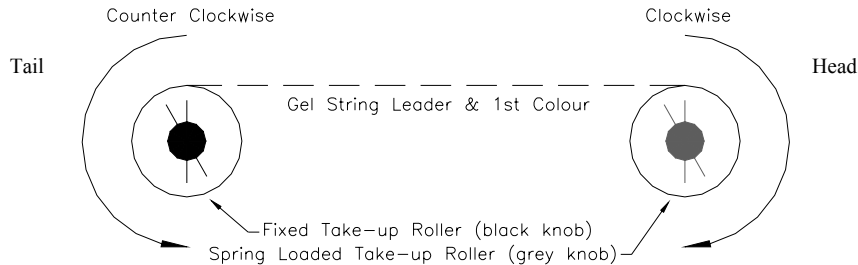 Counter Clockwise
Clockwise
Tail
Head
Gel String Leader & 1st Colour
Fixed Take-up Roller (black knob)
Spring Loaded Take-up Roller (grey knob)